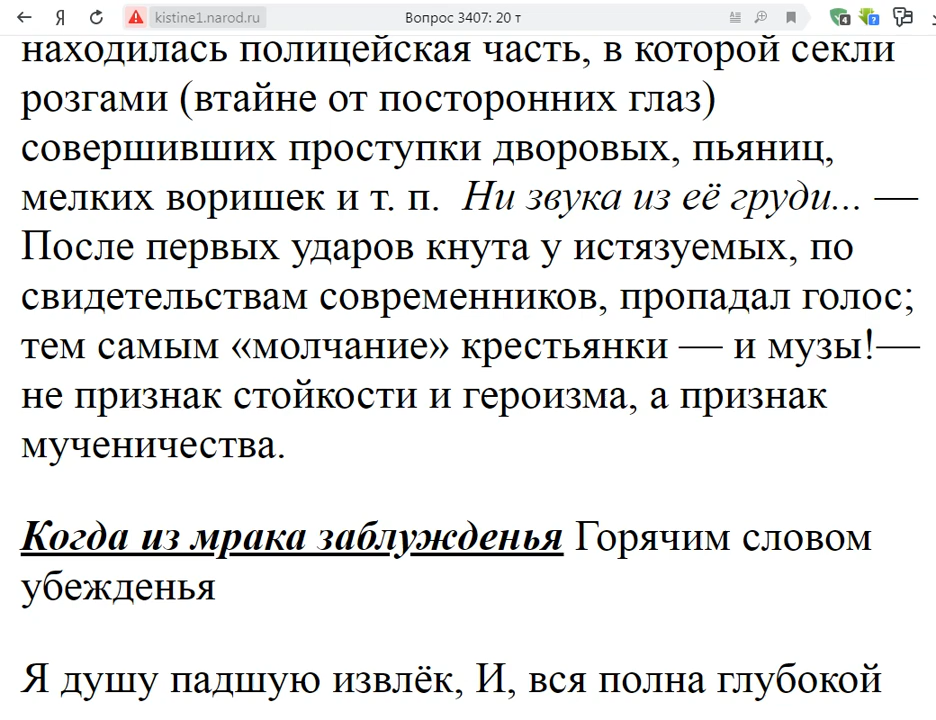 kistine1.narod.ru
Вопрос 3407: 20 т
4
?
находилась полицейская часть, в которой секли
розгами (втайне от посторонних глаз)
совершивших проступки дворовых, пьяниц,
мелких воришек и т. п. Ни звука из её груди... —
После первых ударов кнута у истязуемых, по
свидетельствам современников, пропадал голос;
тем самым «молчание» крестьянки — и музы!—
не признак стойкости и героизма, а признак
мученичества.
Когда из мрака заблужденья Горячим словом
убежденья
Я душу падшую извлёк, И, вся полна глубокой